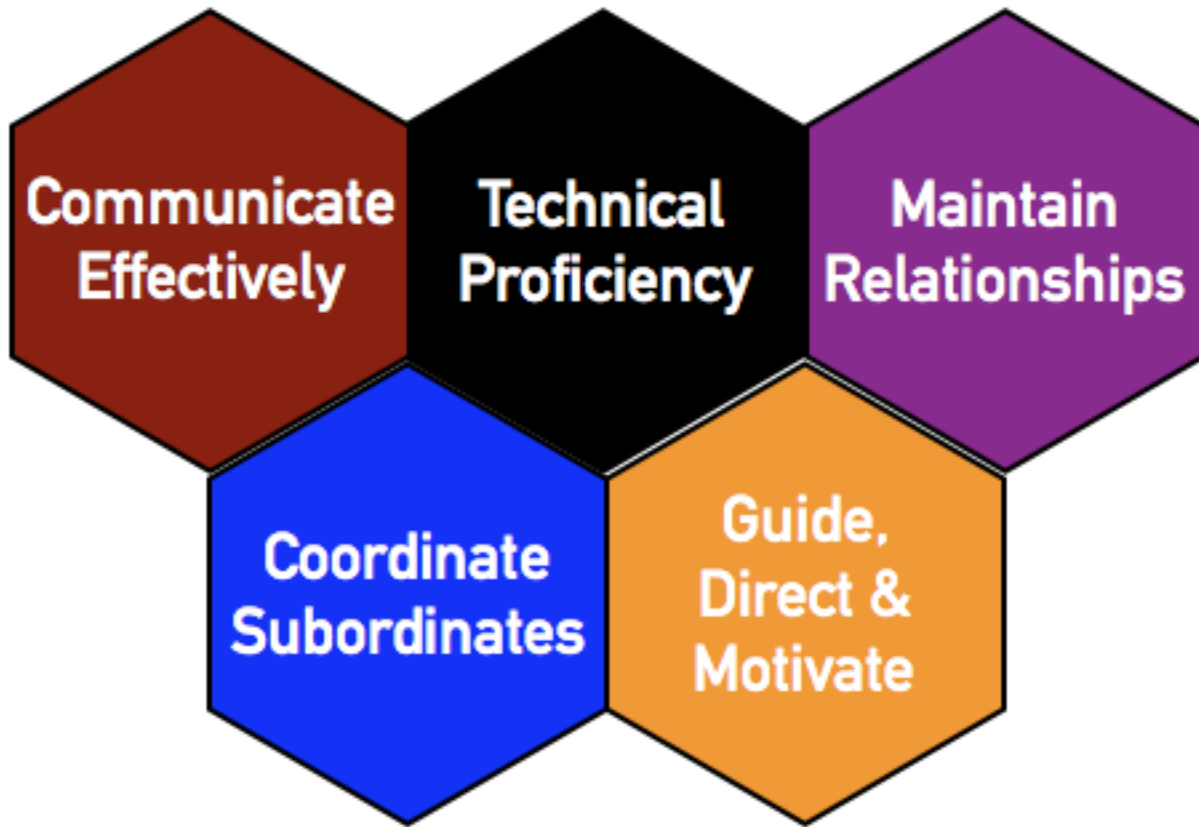 Communicate
Effectively
Technical
Proficiency
Maintain
Relationships
Coordinate
Subordinates
Guide,
Direct &
Motivate